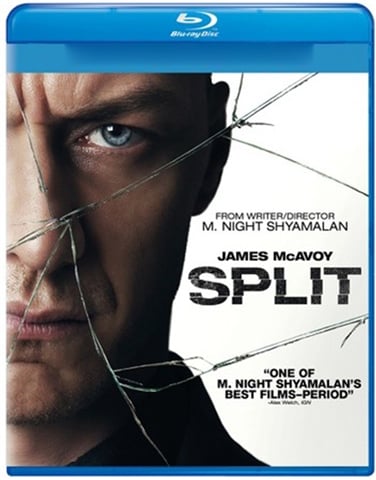 Blu-ray Disc
FROM WRITER/DIRECTOR
M. NIGHT SHYAMALAN
JAMES McAVOY
SPLIT
“ONE OF
M. NIGHT SHYAMALAN'S
BEST FILMS–PERIOD”
-Alex Welch, IGN